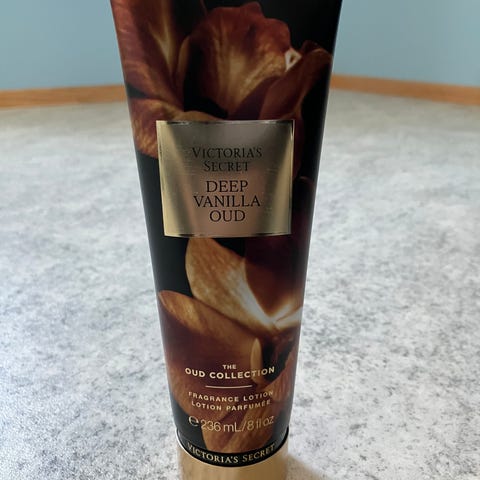 VICTORIA'S
SECRET
DEEP
VANILLA
OUD
THE
OUD COLLECTION
FRAGRANCE LOTION
LOTION PARFUMÉE
℮ 236 mL/8 fl oz
VICTORIA'S SECRET